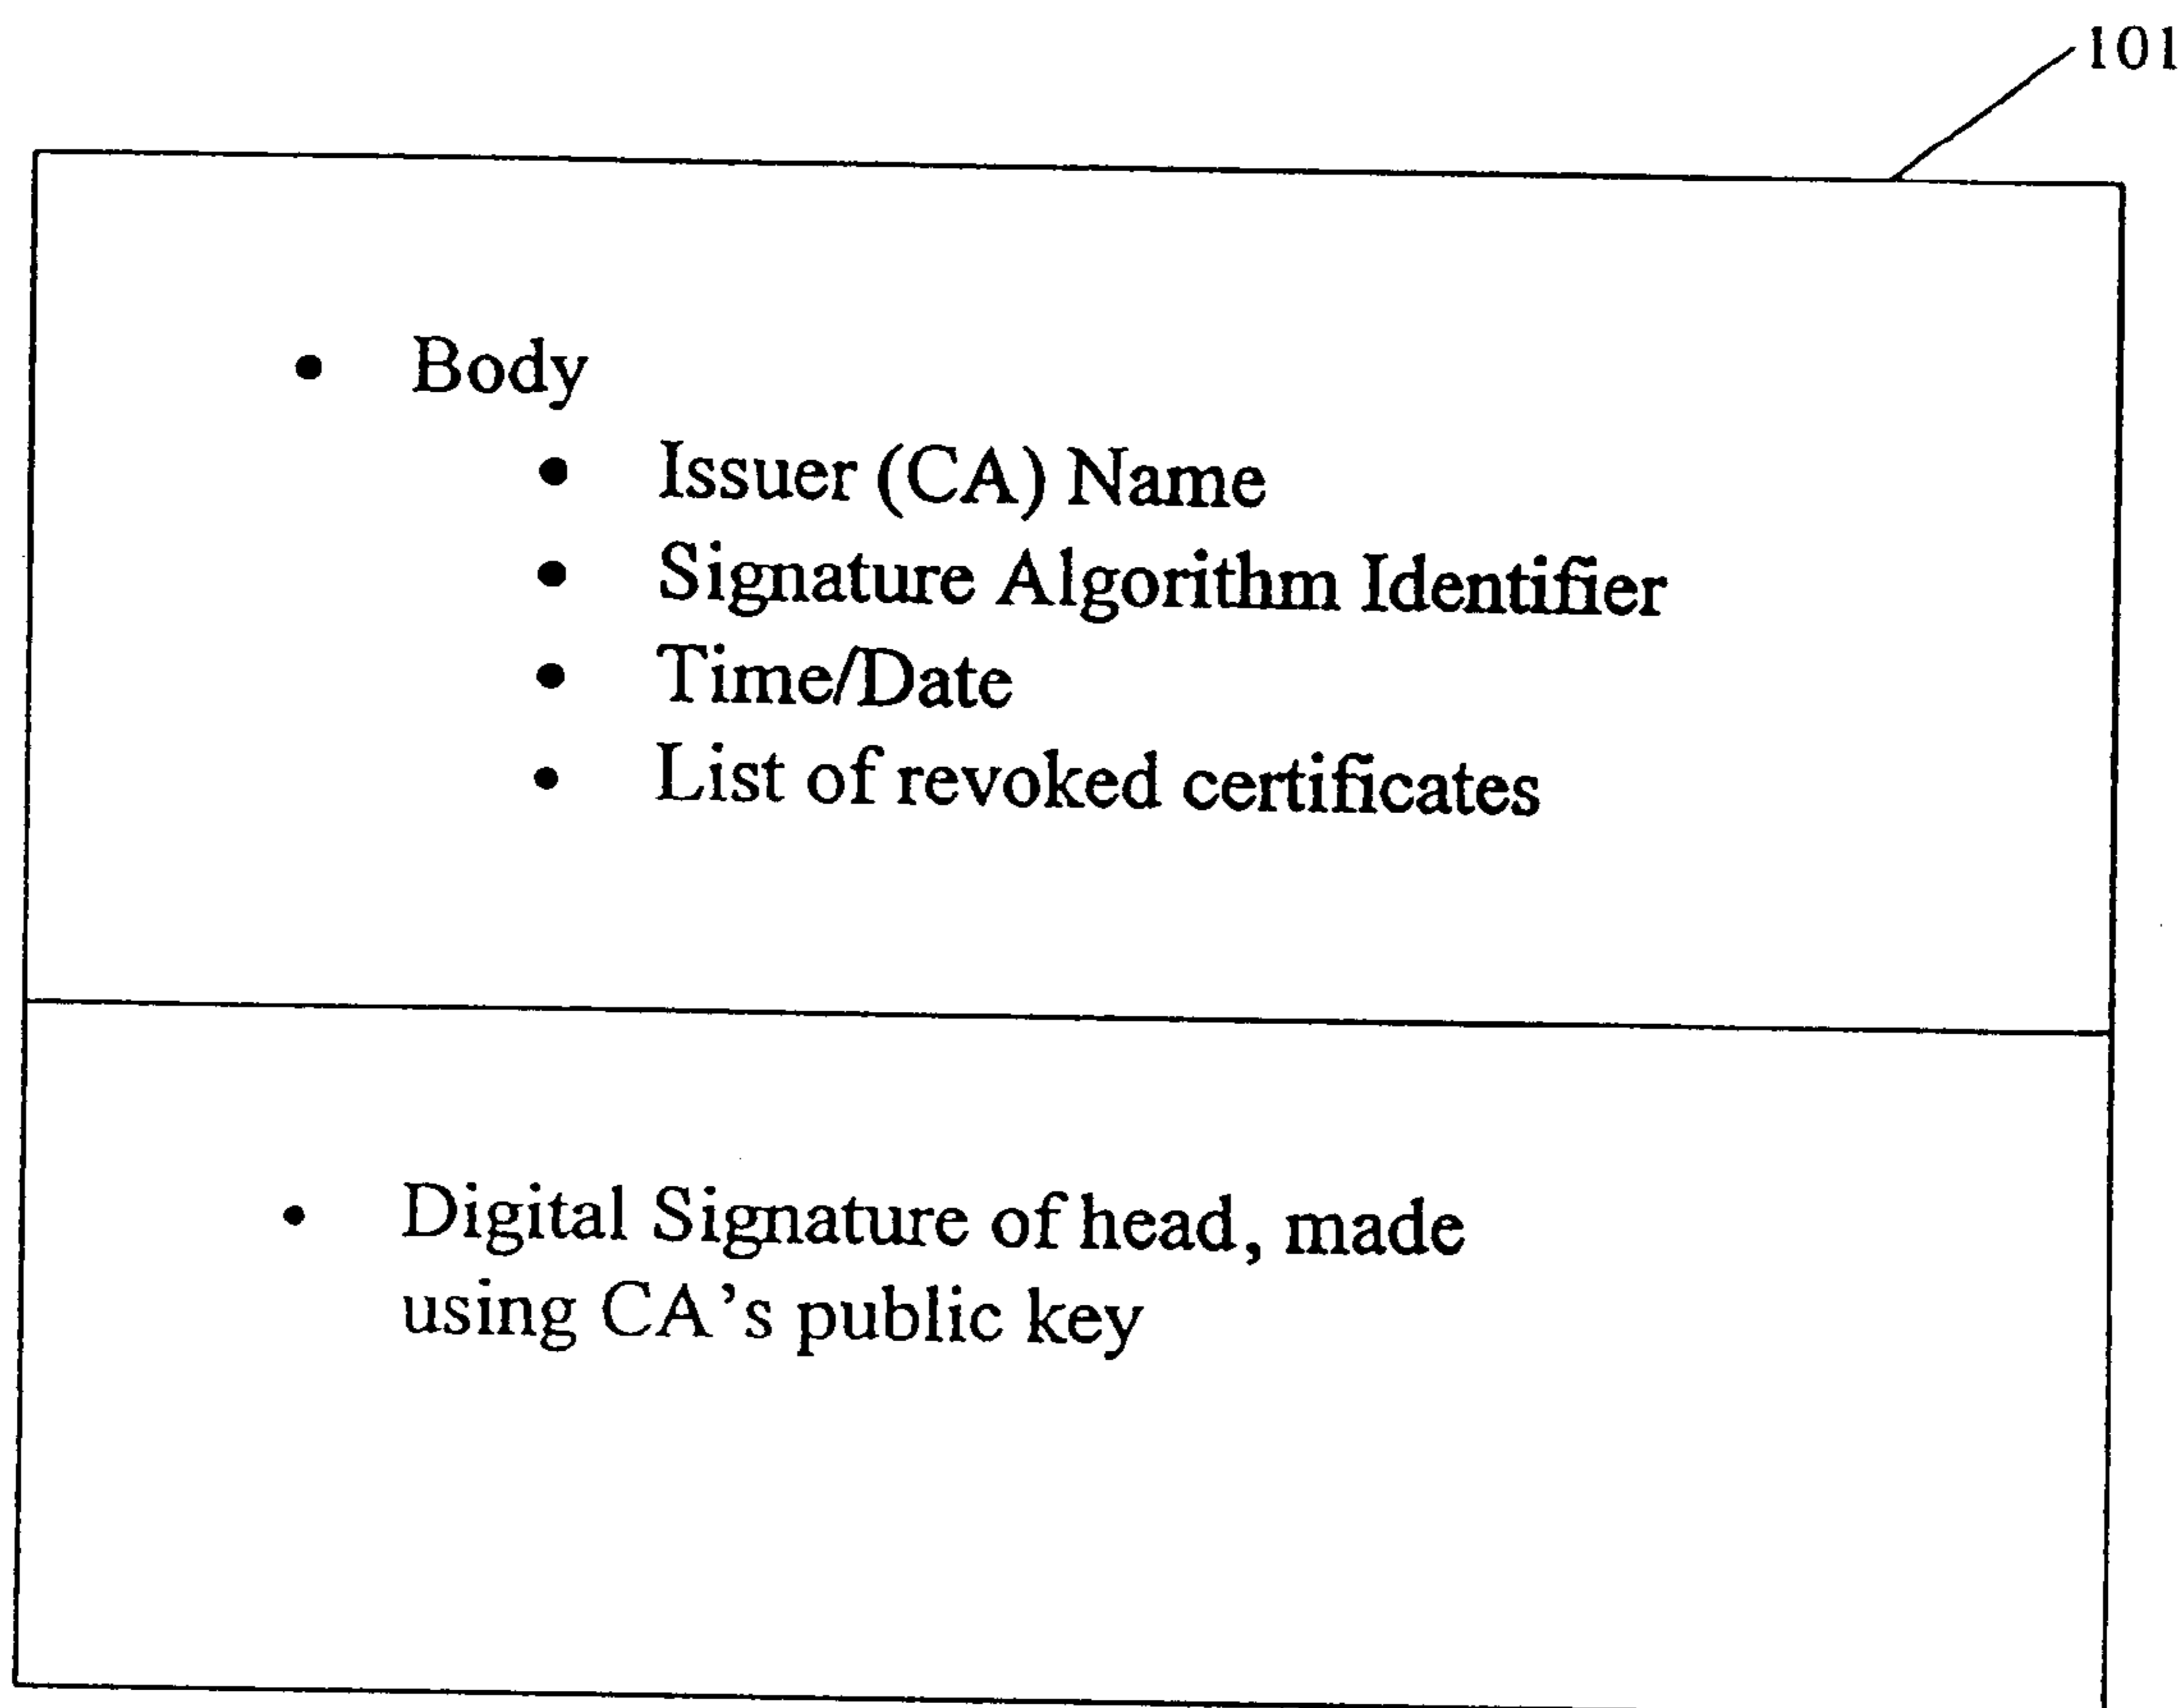 101
• Body
• Issuer (CA) Name
• Signature Algorithm Identifier
• Time/Date
• List of revoked certificates
• Digital Signature of head, made
using CA's public key